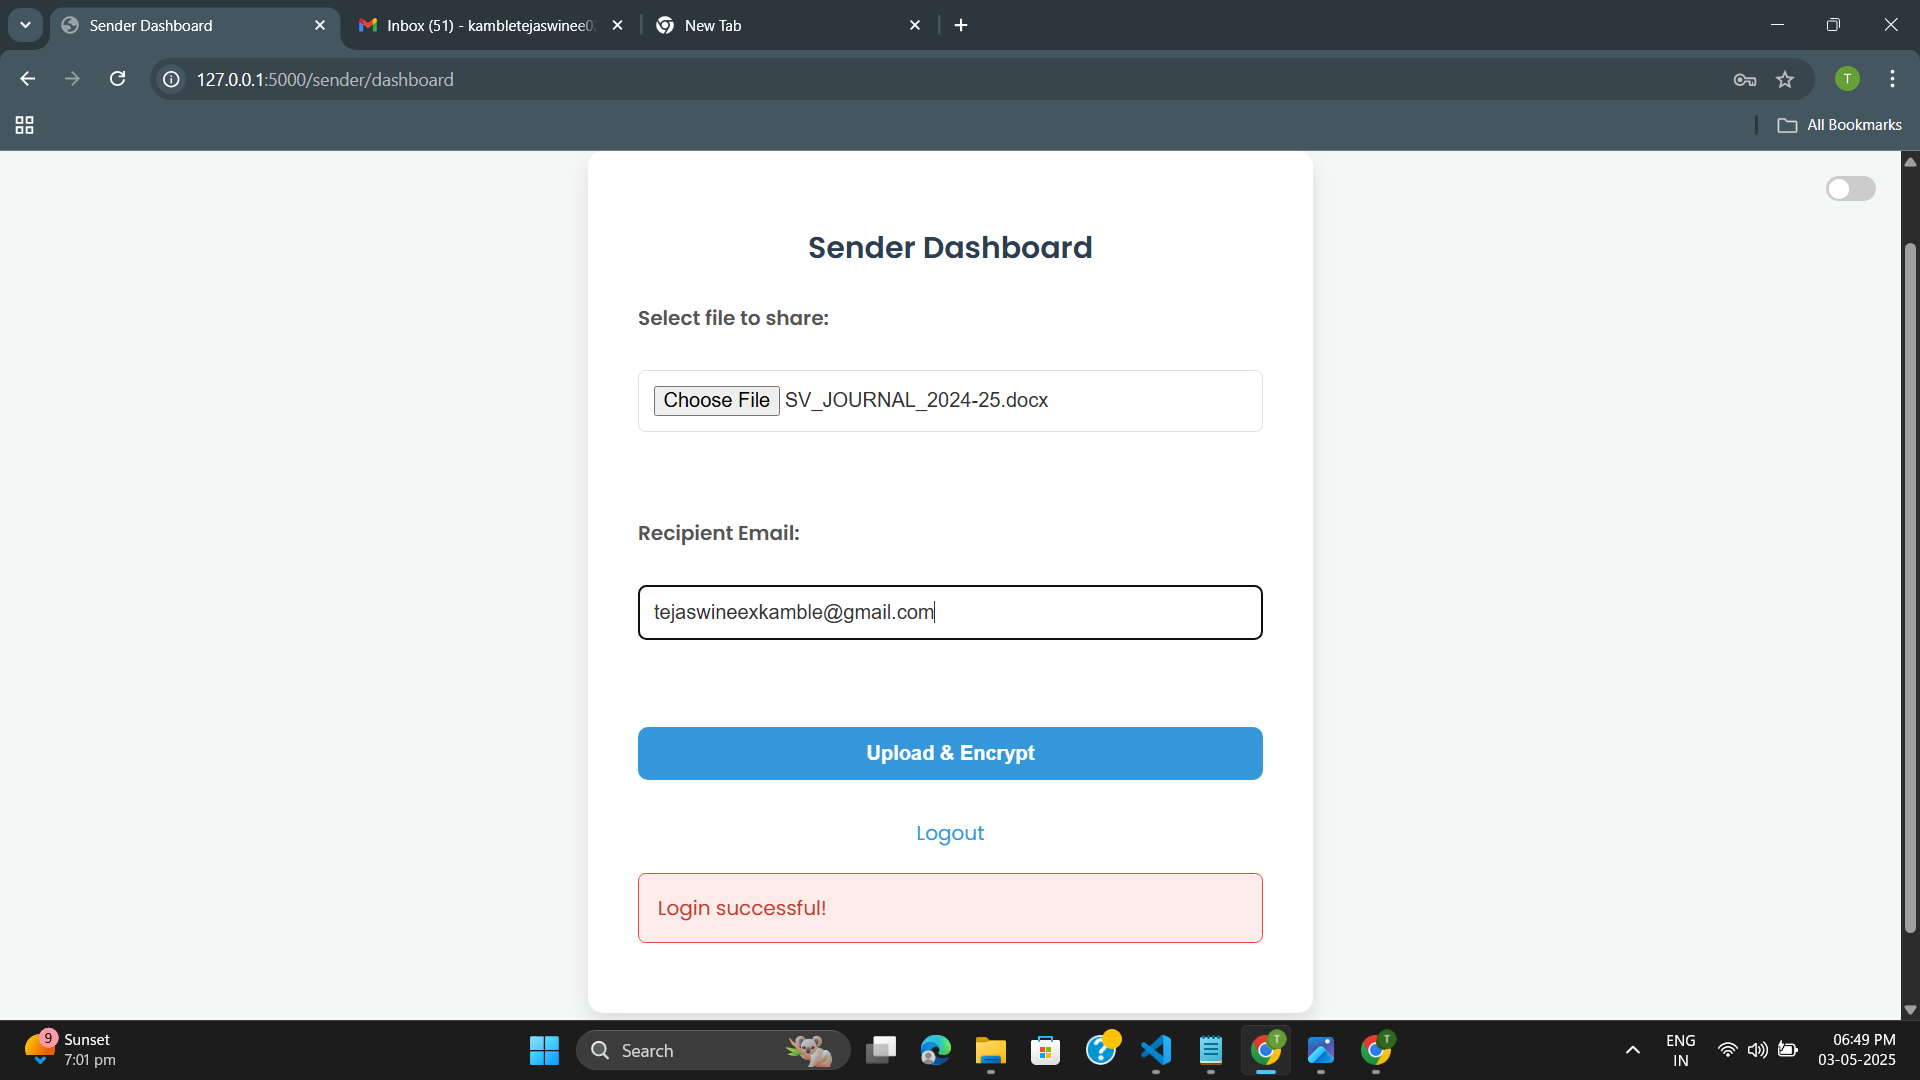 Sender Dashboard
Inbox (51) - kambletejaswinee0
New Tab
127.0.0.1:5000/sender/dashboard
T
All Bookmarks
Sender Dashboard
Select file to share:
Choose File SV_JOURNAL_2024-25.docx
Recipient Email:
tejaswineexkamble@gmail.com
Upload & Encrypt
Logout
Login successful!
9
Sunset
7:01 pm
Search
T
T
ENG
IN
06:49 PM
03-05-2025